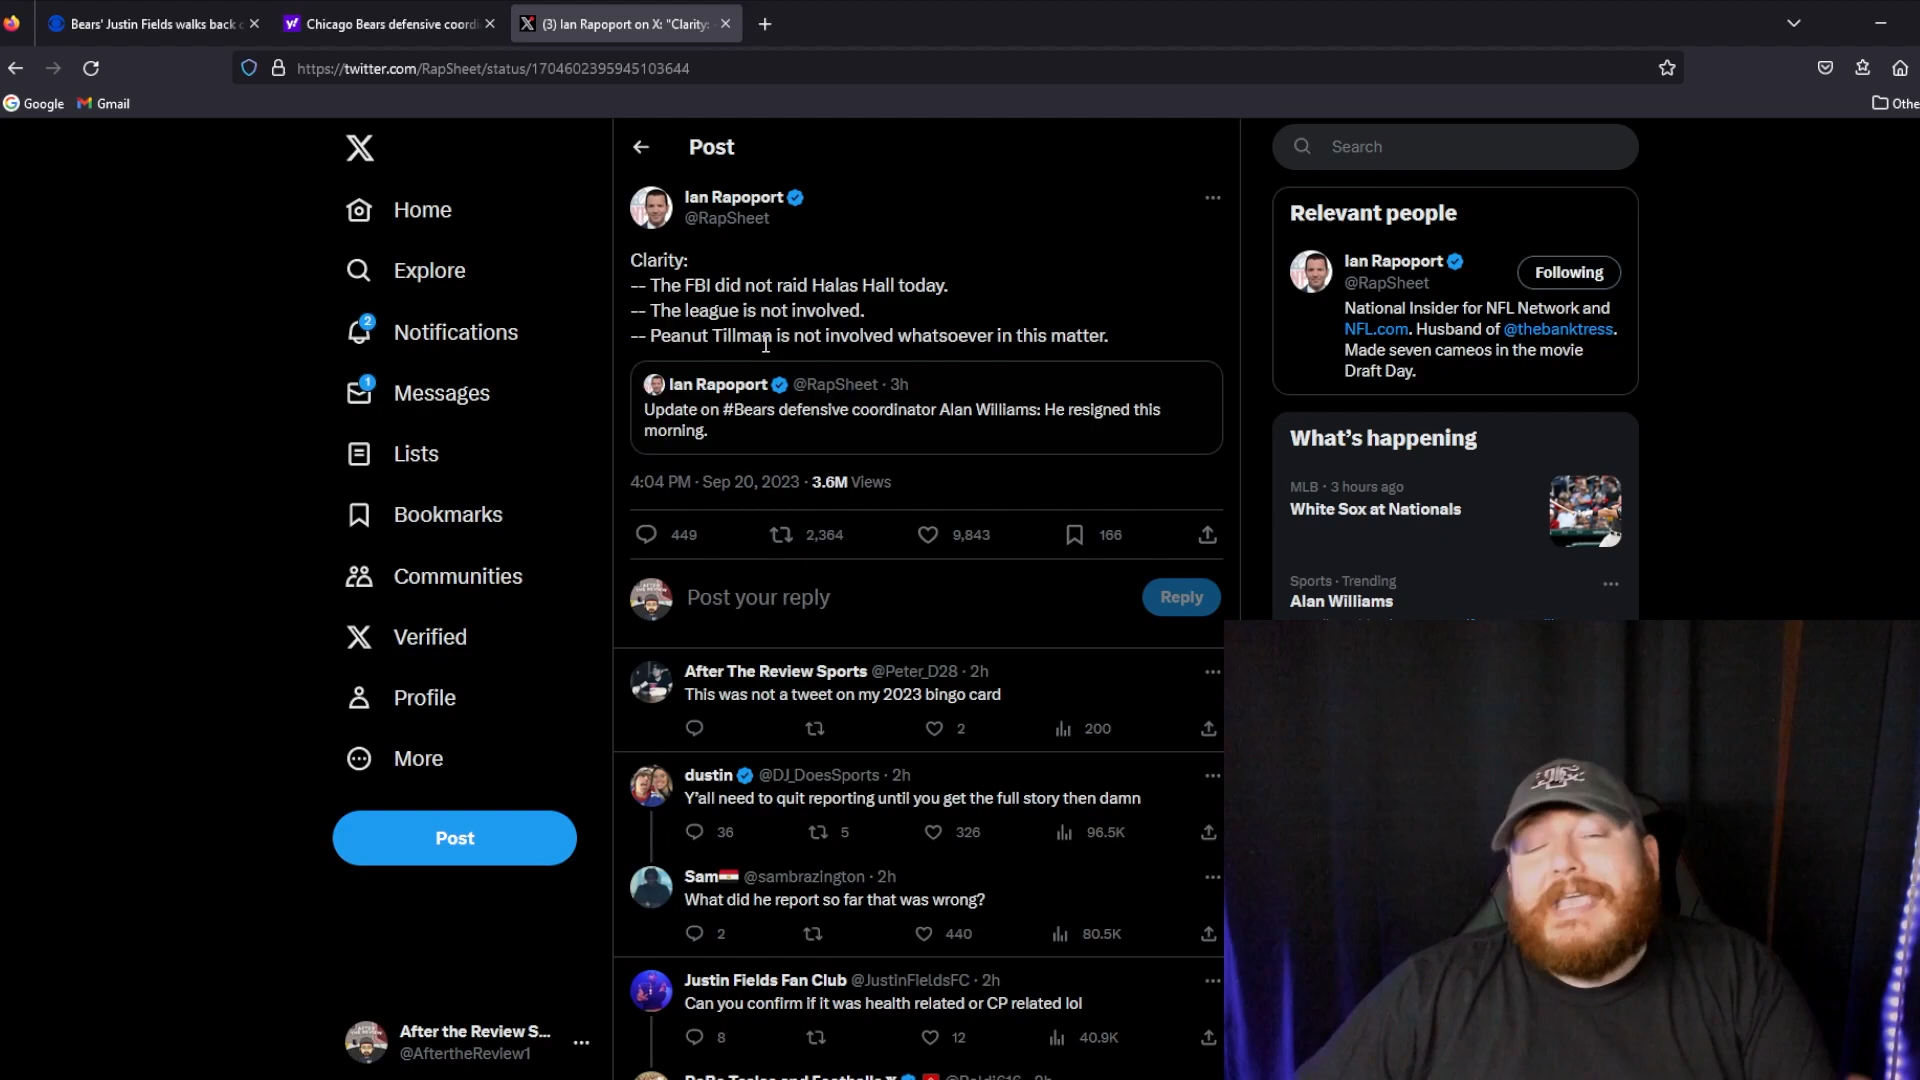 Bears' Justin Fields walks back
Chicago Bears defensive coordi
(3) Ian Rapoport on X: "Clarity:
https://twitter.com/RapSheet/status/1704602395945103644
Google
Gmail
Othe
Home
Explore
2
Notifications
1
Messages
Lists
Bookmarks
Communities
Verified
Profile
More
Post
After the Review S...
@AftertheReview1
Post
Ian Rapoport
@RapSheet
Clarity:
-- The FBI did not raid Halas Hall today.
-- The league is not involved.
-- Peanut Tillman is not involved whatsoever in this matter.
Ian Rapoport @RapSheet · 3h
Update on #Bears defensive coordinator Alan Williams: He resigned this
morning.
4:04 PM · Sep 20, 2023 · 3.6M Views
449 2,364 9,843 166
Post your reply
Reply
After The Review Sports @Peter_D28 · 2h
This was not a tweet on my 2023 bingo card
2 200
dustin @DJ_DoesSports · 2h
Y'all need to quit reporting until you get the full story then damn
36 5 326 96.5K
Sam @sambrazington · 2h
What did he report so far that was wrong?
2 440 80.5K
Justin Fields Fan Club @JustinFieldsFC · 2h
Can you confirm if it was health related or CP related lol
8 12 40.9K
Search
Relevant people
Ian Rapoport
@RapSheet
Following
National Insider for NFL Network and
NFL.com. Husband of @thebanktress.
Made seven cameos in the movie
Draft Day.
What's happening
MLB · 3 hours ago
White Sox at Nationals
Sports · Trending
Alan Williams